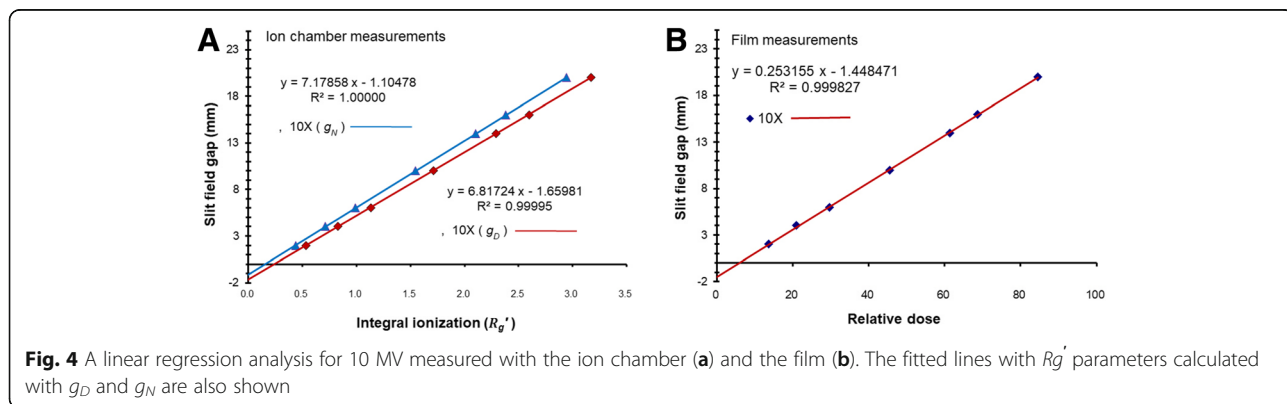 A
Ion chamber measurements
y = 7.17858 x - 1.10478
R² = 1.00000
, 10X ( g_N )
y = 6.81724 x - 1.65981
R² = 0.99995
, 10X ( g_D )
Slit field gap (mm)
23
18
13
8
3
-2
0.0 0.5 1.0 1.5 2.0 2.5 3.0 3.5
Integral ionization (R_g')
B
Film measurements
y = 0.253155 x - 1.448471
R² = 0.999827
10X
Slit field gap (mm)
23
18
13
8
3
-2
0 20 40 60 80 100
Relative dose
Fig. 4 A linear regression analysis for 10 MV measured with the ion chamber (a) and the film (b). The fitted lines with Rg' parameters calculated
with g_D and g_N are also shown